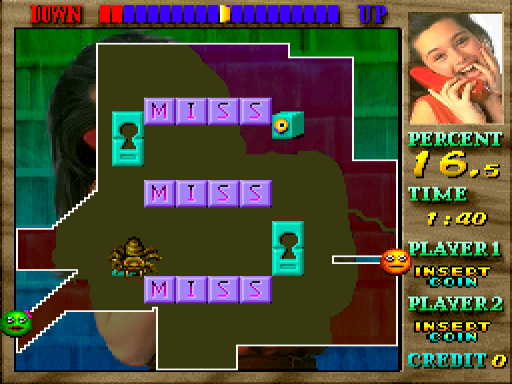 DOWN UP
MISS
MISS
MISS
PERCENT
16.5
TIME
1:40
PLAYER 1
INSERT
COIN
PLAYER 2
INSERT
COIN
CREDIT 0